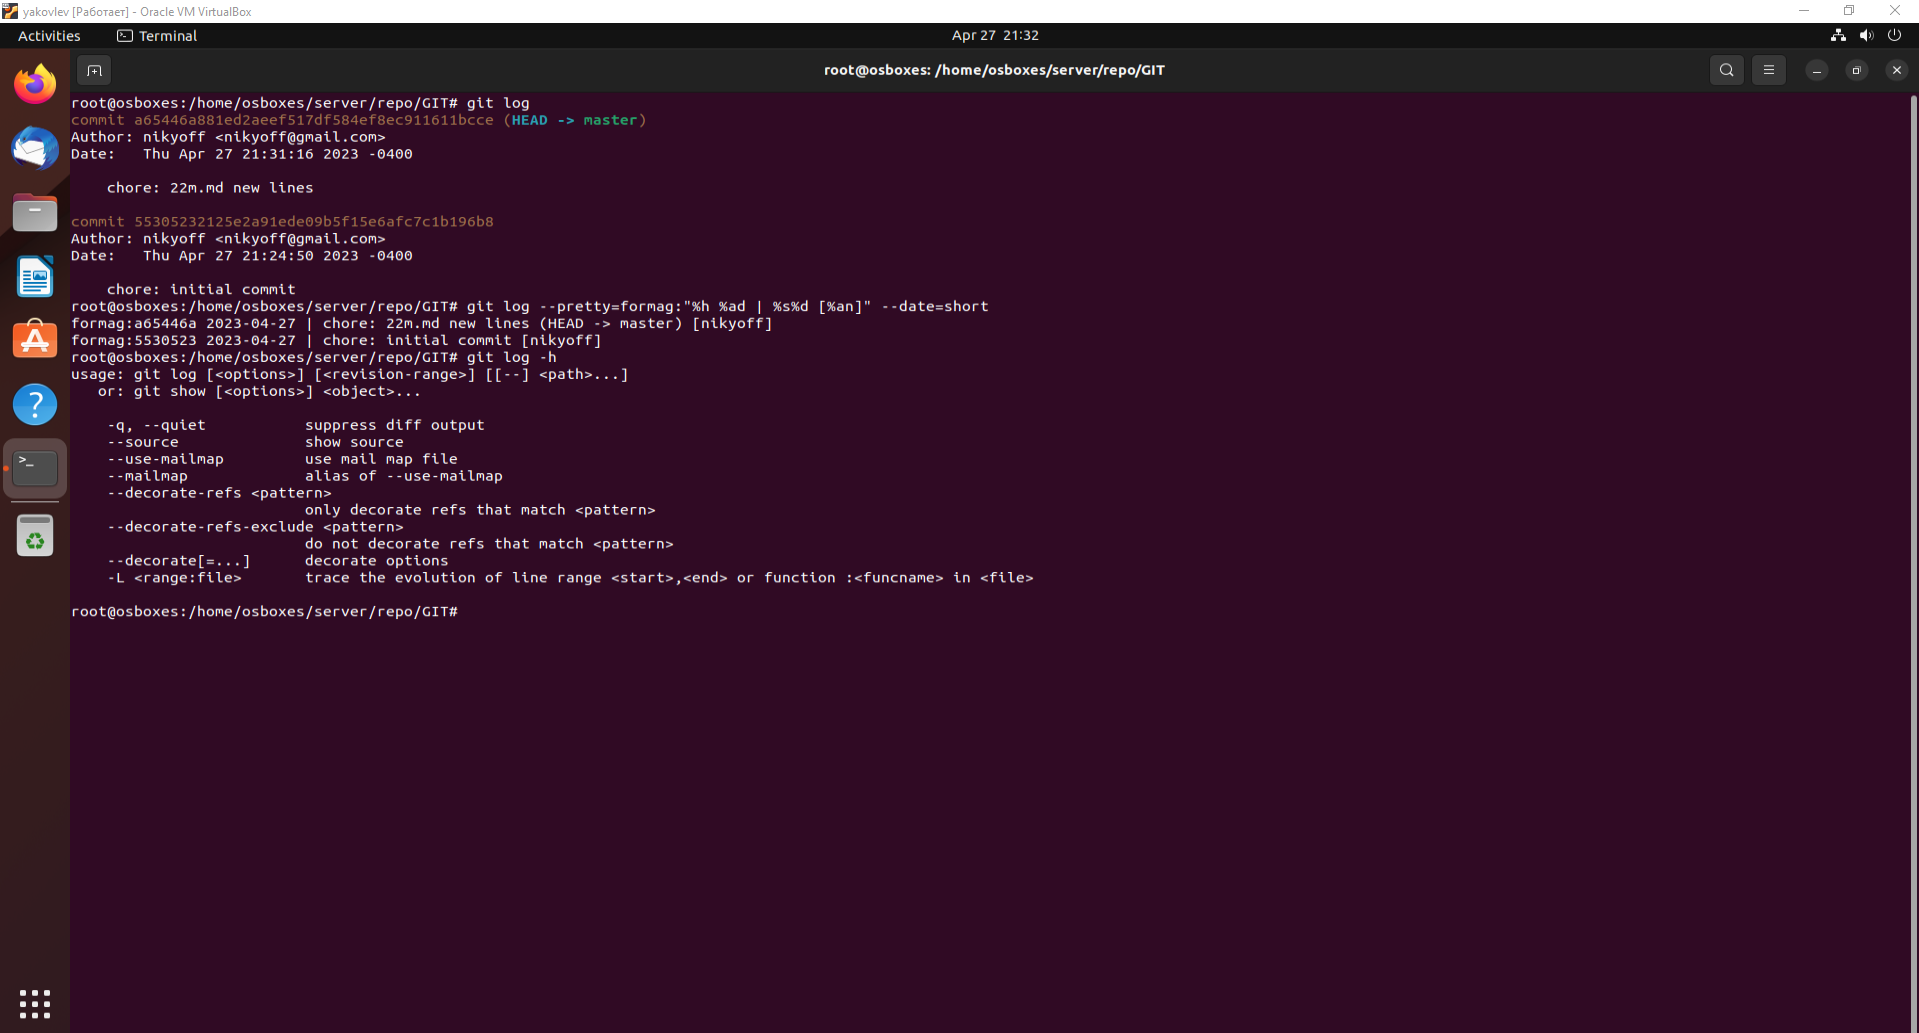 yakovlev [Работает] - Oracle VM VirtualBox
Activities Terminal Apr 27 21:32
root@osboxes: /home/osboxes/server/repo/GIT
root@osboxes:/home/osboxes/server/repo/GIT# git log
commit a65446a881ed2aeef517df584ef8ec911611bcce (HEAD -> master)
Author: nikyoff <nikyoff@gmail.com>
Date:   Thu Apr 27 21:31:16 2023 -0400
    chore: 22m.md new lines
commit 55305232125e2a91ede09b5f15e6afc7c1b196b8
Author: nikyoff <nikyoff@gmail.com>
Date:   Thu Apr 27 21:24:50 2023 -0400
    chore: initial commit
root@osboxes:/home/osboxes/server/repo/GIT# git log --pretty=formag:"%h %ad | %s%d [%an]" --date=short
formag:a65446a 2023-04-27 | chore: 22m.md new lines (HEAD -> master) [nikyoff]
formag:5530523 2023-04-27 | chore: initial commit [nikyoff]
root@osboxes:/home/osboxes/server/repo/GIT# git log -h
usage: git log [<options>] [<revision-range>] [[--] <path>...]
   or: git show [<options>] <object>...
    -q, --quiet           suppress diff output
    --source              show source
    --use-mailmap         use mail map file
    --mailmap             alias of --use-mailmap
    --decorate-refs <pattern>
                          only decorate refs that match <pattern>
    --decorate-refs-exclude <pattern>
                          do not decorate refs that match <pattern>
    --decorate[=...]      decorate options
    -L <range:file>       trace the evolution of line range <start>,<end> or function :<funcname> in <file>
root@osboxes:/home/osboxes/server/repo/GIT#